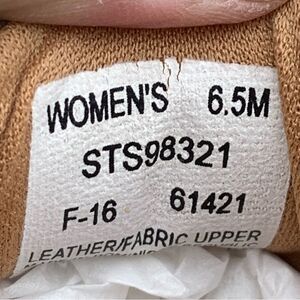 WOMEN'S 6.5M
STS98321
F-16 61421
LEATHER/FABRIC UPPER